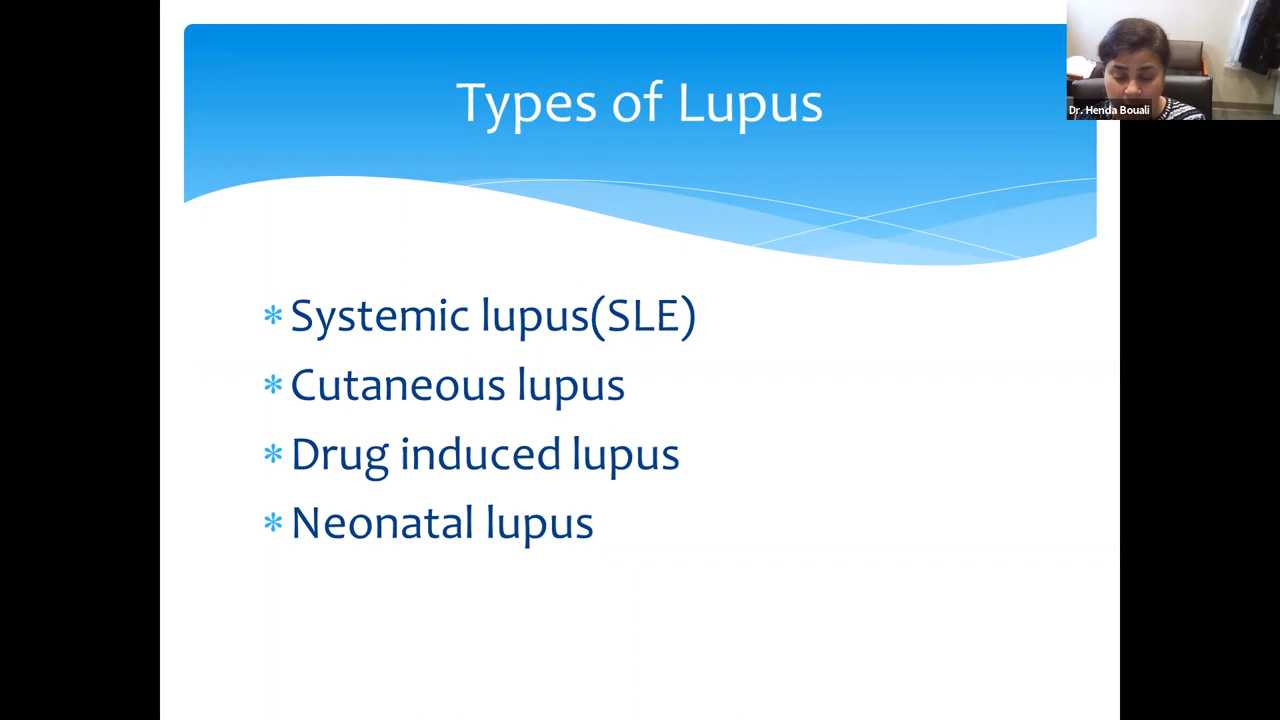 Types of Lupus
Dr. Henda Bouali
* Systemic lupus(SLE)
* Cutaneous lupus
* Drug induced lupus
* Neonatal lupus